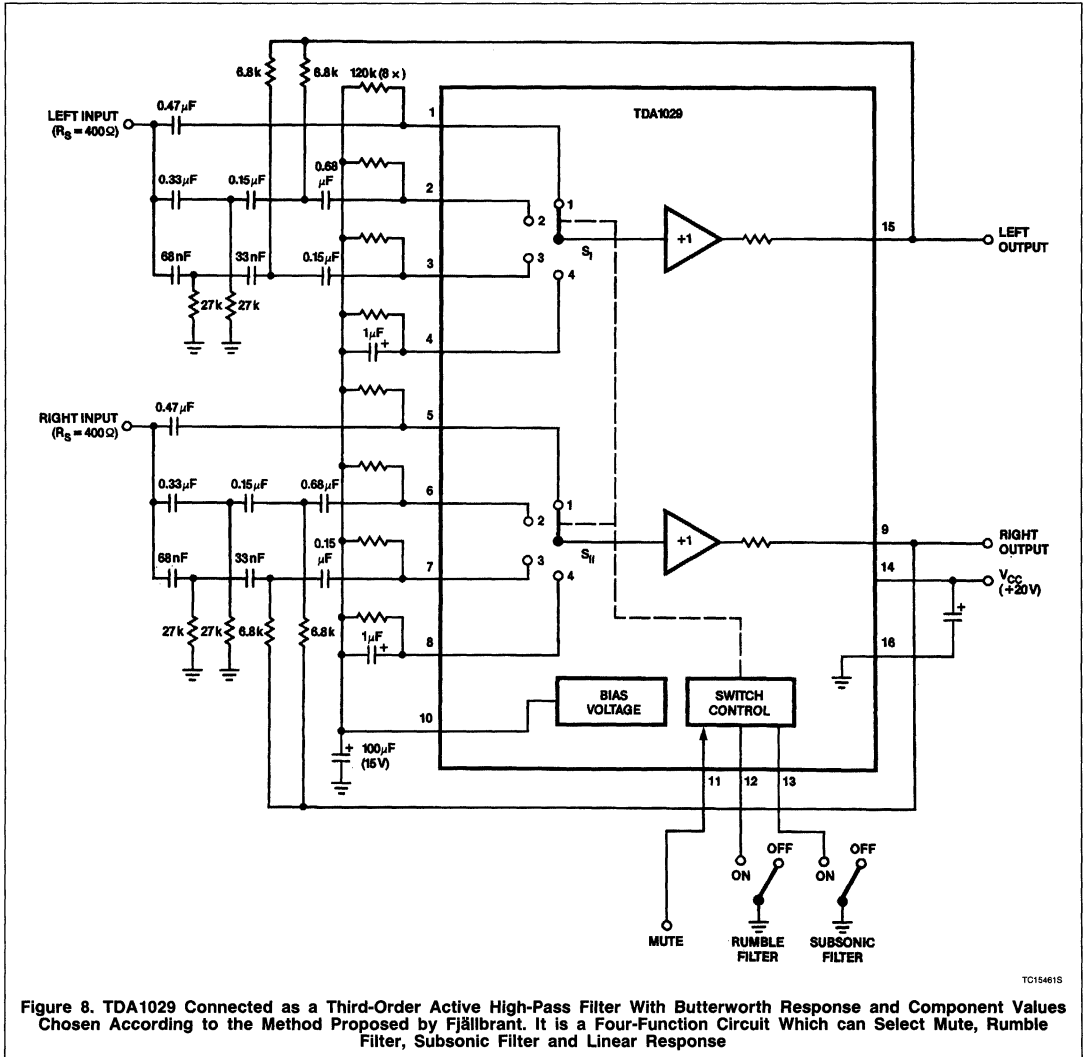 6.8k 6.8k 120k (8 ×)
TDA1029
0.47μF 1
LEFT INPUT
(RS = 400Ω)
0.33μF 0.15μF 0.68
μF 2
1
2
15
LEFT
OUTPUT
+1
SI
3
68nF 33nF 0.15μF 3
4
27k 27k
1μF + 4
0.47μF 5
RIGHT INPUT
(RS = 400Ω)
0.33μF 0.15μF 0.68μF 6
1
2
9
RIGHT
OUTPUT
+1
SII
3
68nF 33nF 0.15
μF 7
4
14
VCC
(+20V)
+
27k 27k 6.8k 6.8k
1μF + 8
16
BIAS
VOLTAGE
SWITCH
CONTROL
10
+ 100μF
(15V)
11 12 13
OFF OFF
ON ON
MUTE RUMBLE
FILTER
SUBSONIC
FILTER
TC15461S
Figure 8. TDA1029 Connected as a Third-Order Active High-Pass Filter With Butterworth Response and Component Values
Chosen According to the Method Proposed by Fjällbrant. It is a Four-Function Circuit Which can Select Mute, Rumble
Filter, Subsonic Filter and Linear Response